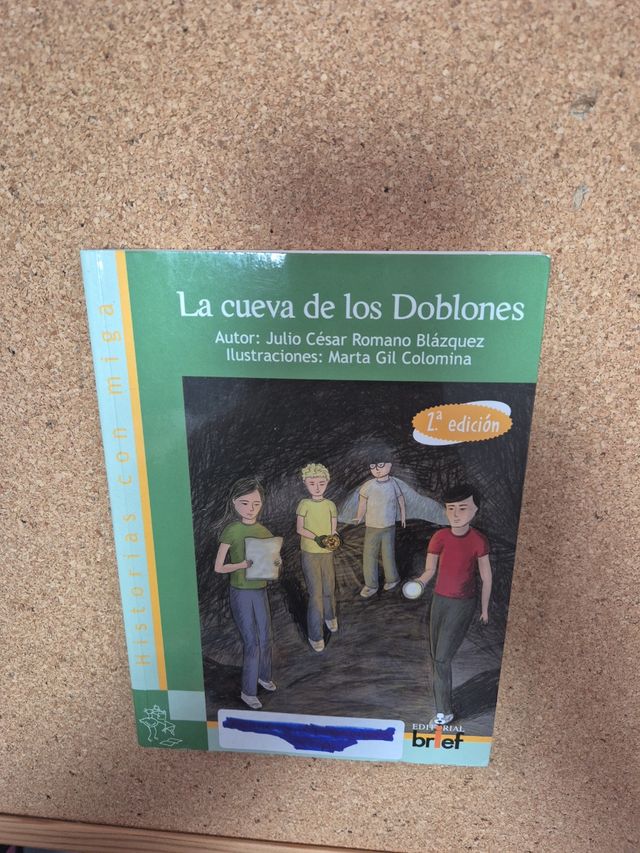 La cueva de los Doblones
Autor: Julio César Romano Blázquez
Ilustraciones: Marta Gil Colomina
2.ª edición
Historias con miga
EDITORIAL
brief